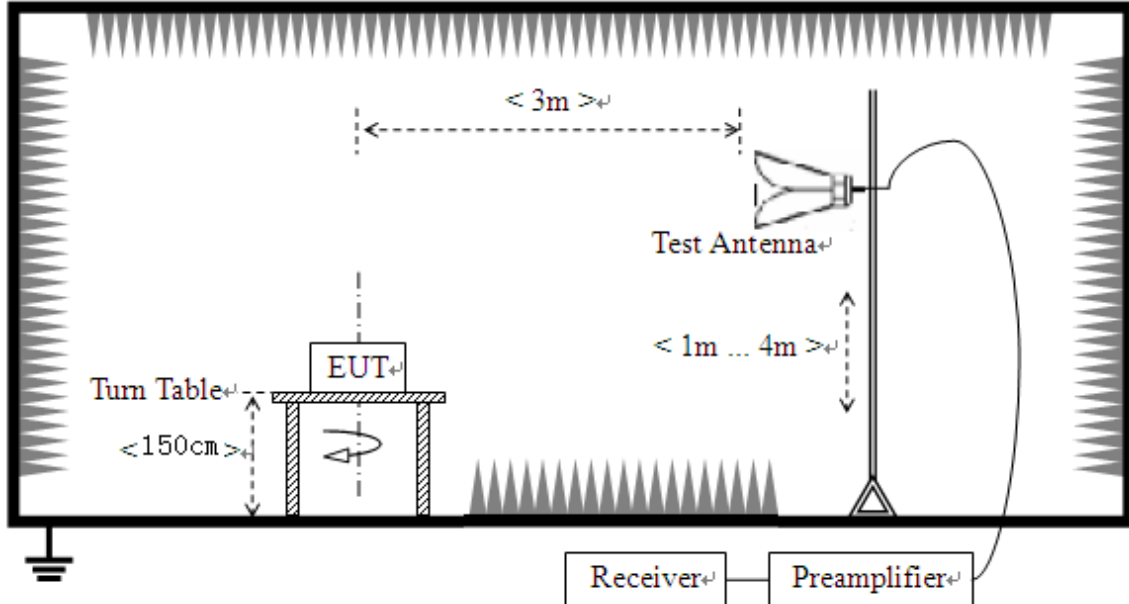 < 3m >
Test Antenna
< 1m ... 4m >
EUT
Turn Table
<150cm>
Receiver
Preamplifier